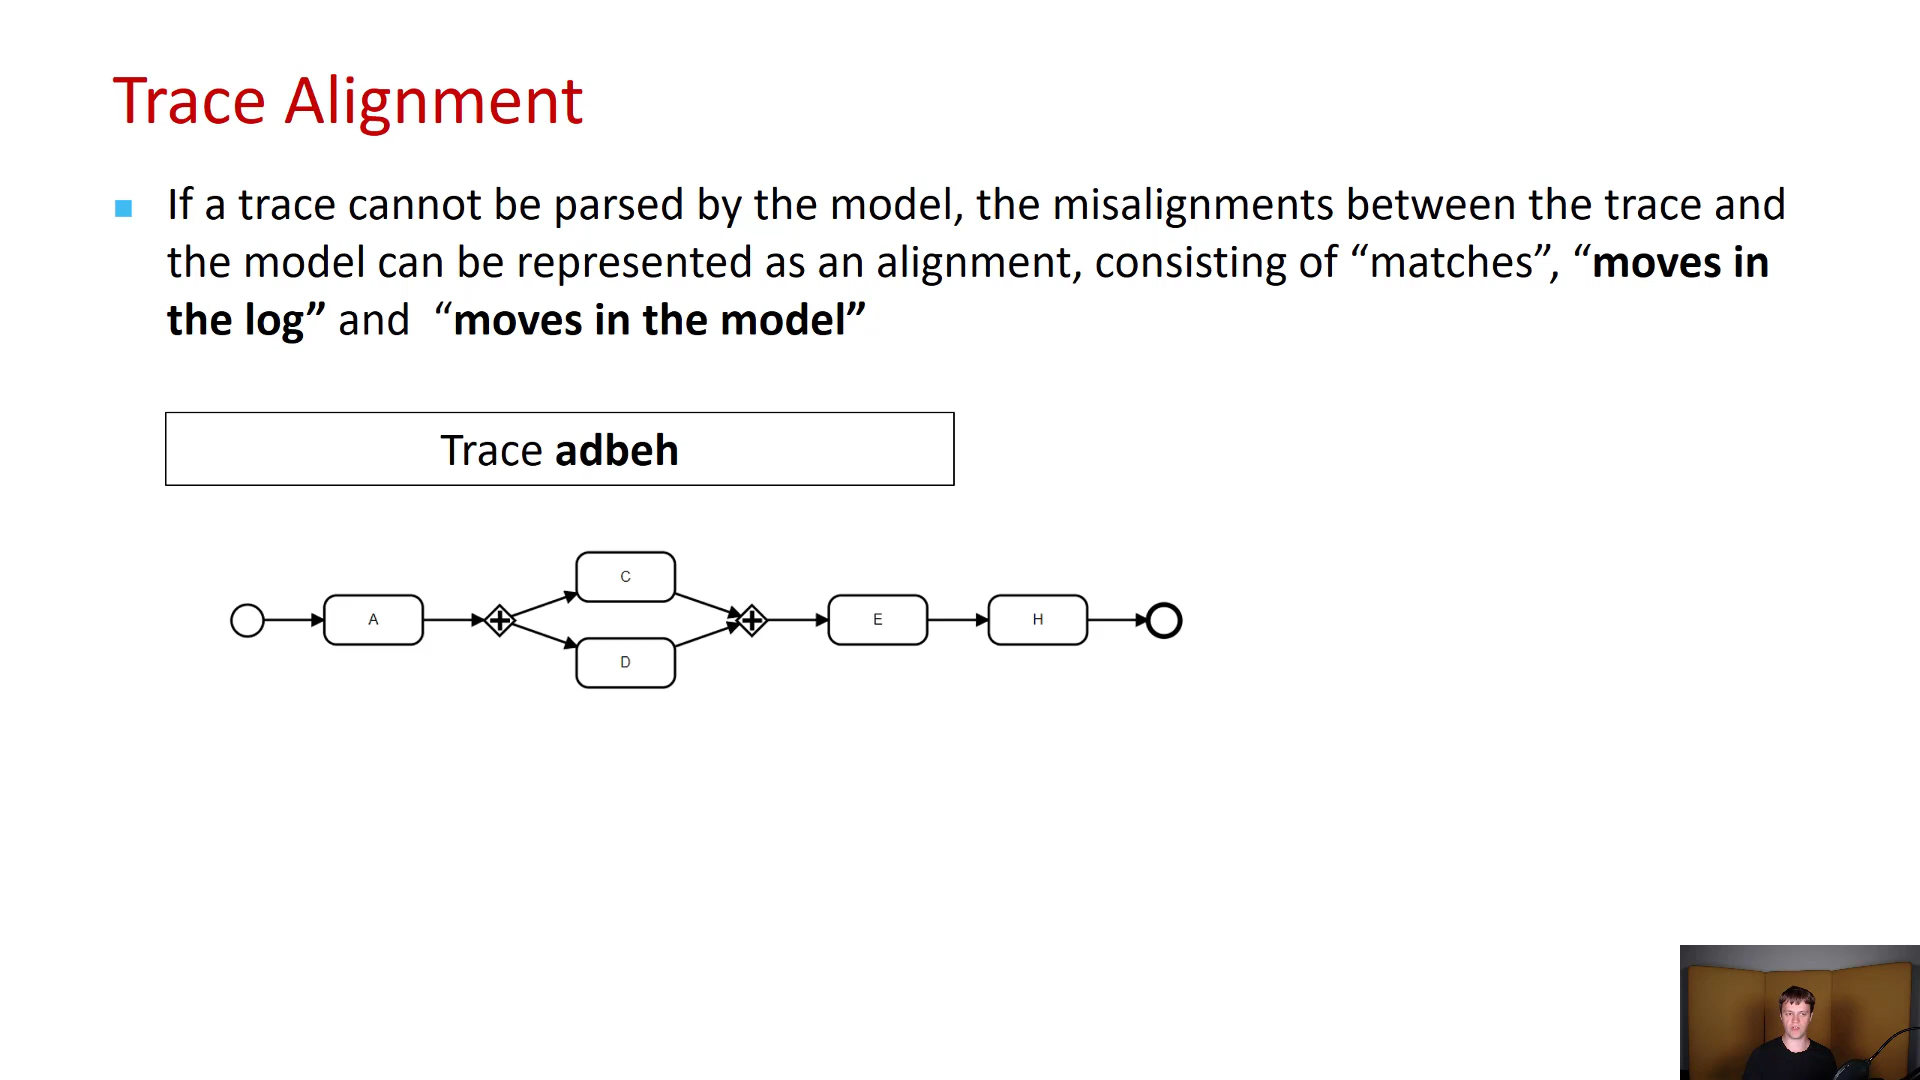 Trace Alignment
If a trace cannot be parsed by the model, the misalignments between the trace and
the model can be represented as an alignment, consisting of “matches”, “moves in
the log” and “moves in the model”
Trace adbeh
C
A
E
H
D